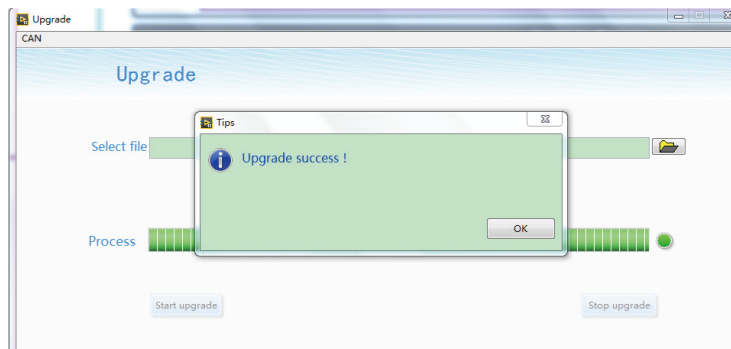 Upgrade
CAN
Upgrade
Tips
Select file
Upgrade success !
OK
Process
Start upgrade
Stop upgrade